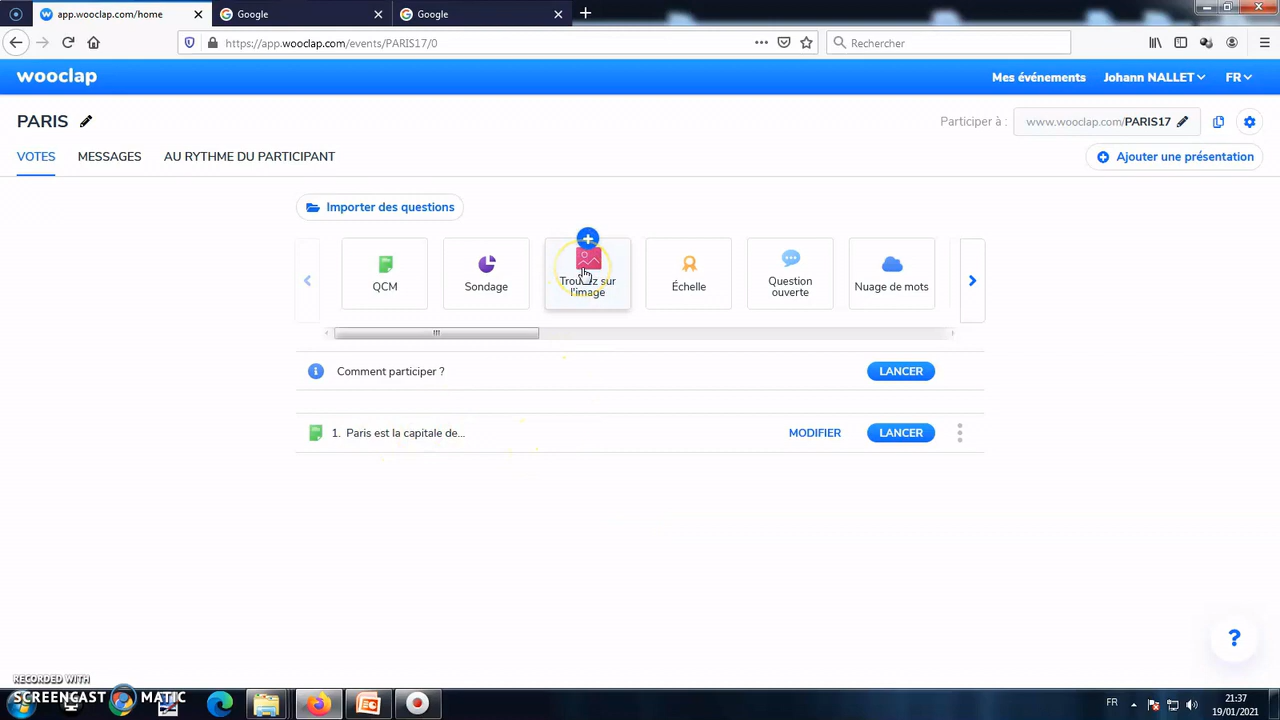 app.wooclap.com/home
Google
Google
https://app.wooclap.com/events/PARIS17/0
Rechercher
wooclap
Mes événements
Johann NALLET
FR
PARIS
Participer à :
www.wooclap.com/PARIS17
VOTES
MESSAGES
AU RYTHME DU PARTICIPANT
Ajouter une présentation
Importer des questions
QCM
Sondage
Trouvez sur l'image
Échelle
Question ouverte
Nuage de mots
Comment participer ?
LANCER
1. Paris est la capitale de...
MODIFIER
LANCER
?
RECORDED WITH
SCREENCAST MATIC
FR
21:37
19/01/2021